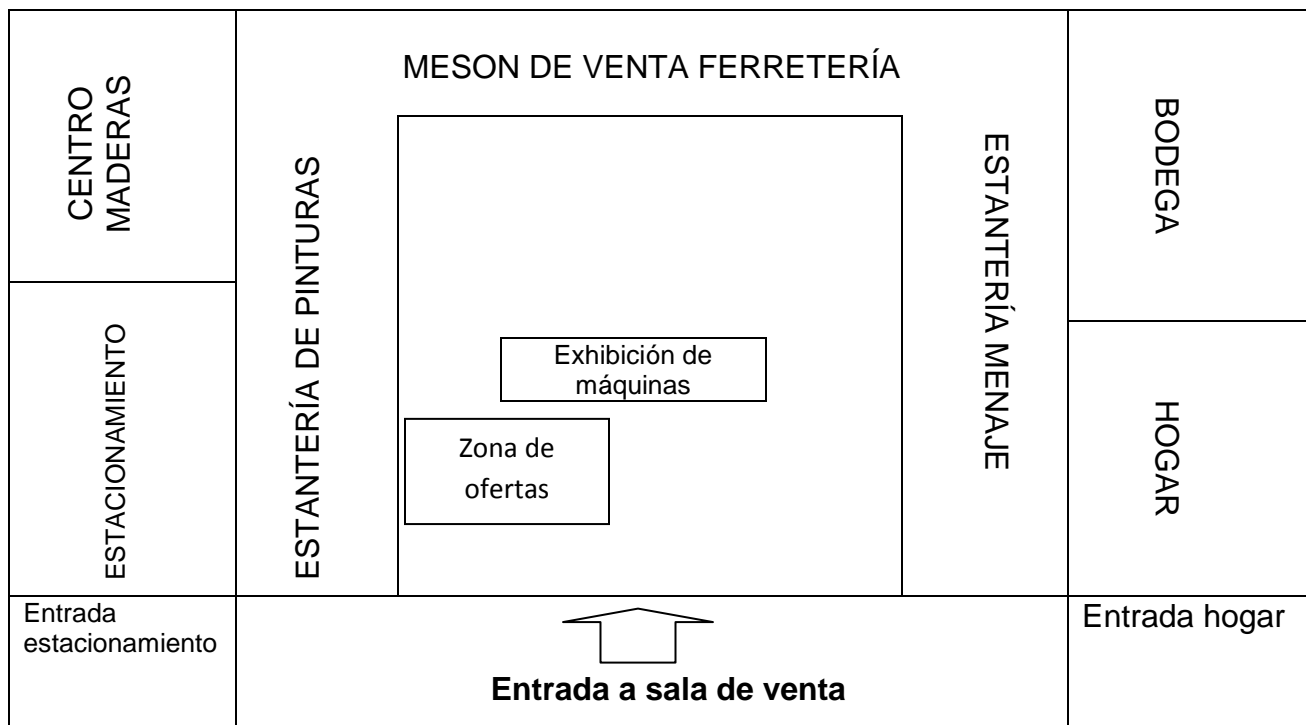 CENTRO
MADERAS
MESON DE VENTA FERRETERÍA
BODEGA
ESTANTERÍA DE PINTURAS
ESTANTERÍA MENAJE
ESTACIONAMIENTO
Exhibición de
máquinas
Zona de
ofertas
HOGAR
Entrada
estacionamiento
Entrada a sala de venta
Entrada hogar